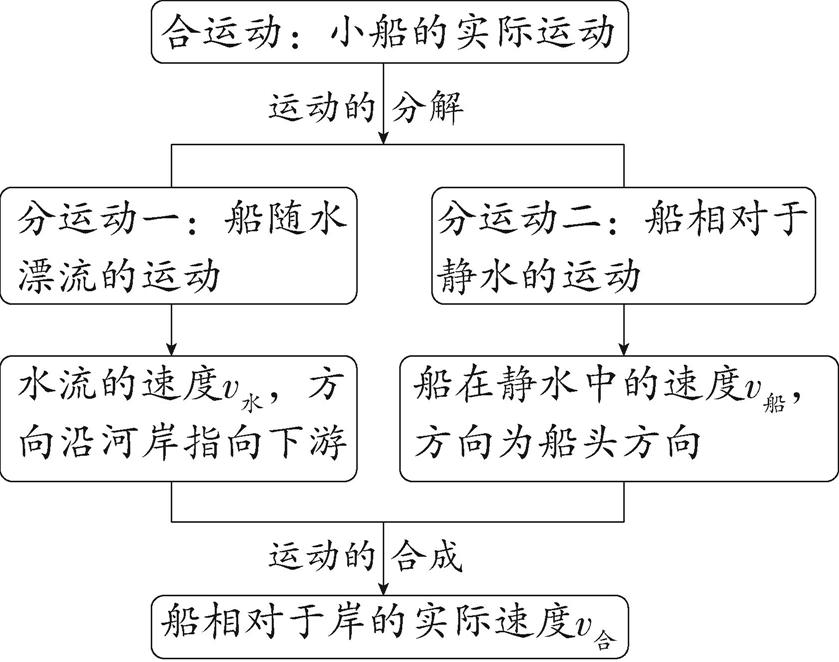 合运动：小船的实际运动
运动的 分解
分运动一：船随水
漂流的运动
分运动二：船相对于
静水的运动
水流的速度v水，方
向沿河岸指向下游
船在静水中的速度v船，
方向为船头方向
运动的 合成
船相对于岸的实际速度v合